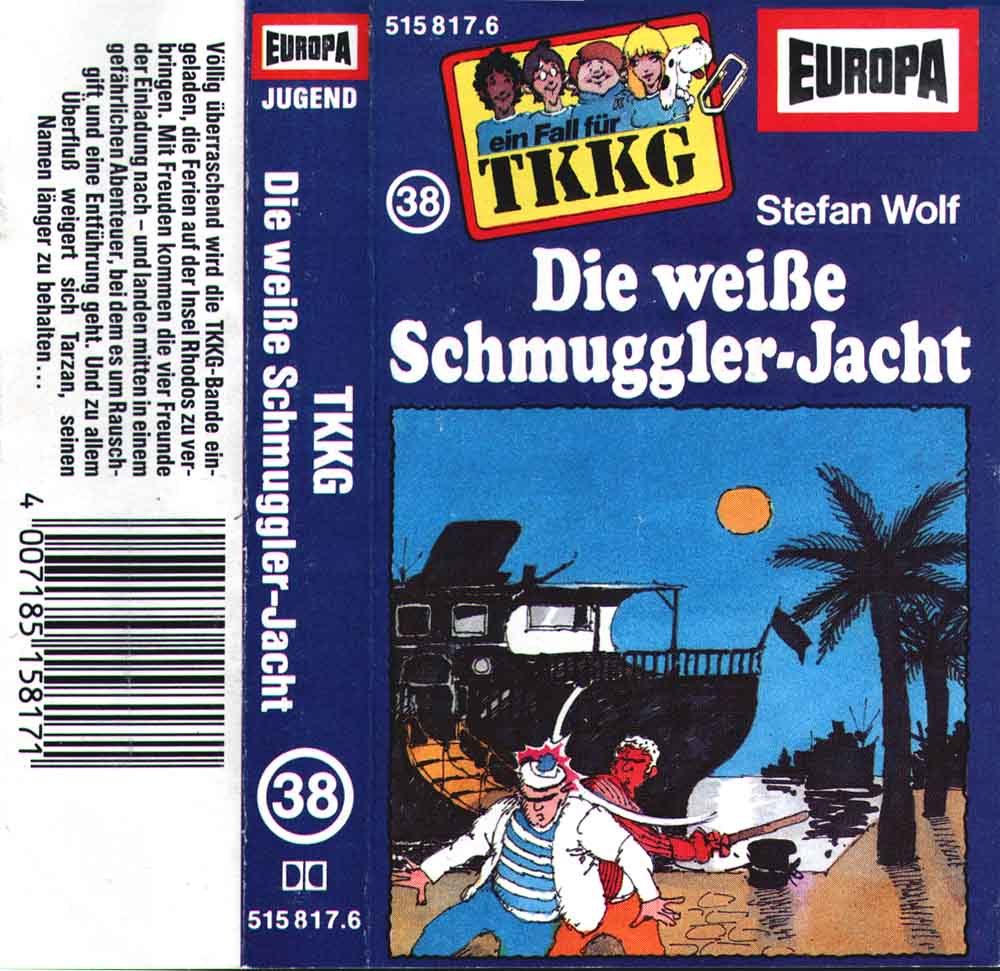 Völlig überraschend wird die TKKG-Bande ein-
geladen, die Ferien auf der Insel Rhodos zu ver-
bringen. Mit Freuden kommen die vier Freunde
der Einladung nach – und landen mitten in einem
gefährlichen Abenteuer, bei dem es um Rausch-
gift und eine Entführung geht. Und zu allem
Überfluß weigert sich Tarzan, seinen
Namen länger zu behalten...
4 007185 158171
EUROPA
JUGEND
TKKG
Die weiße Schmuggler-Jacht
38
515 817.6
515 817.6
ein Fall für
TKKG
38
EUROPA
Stefan Wolf
Die weiße
Schmuggler-Jacht